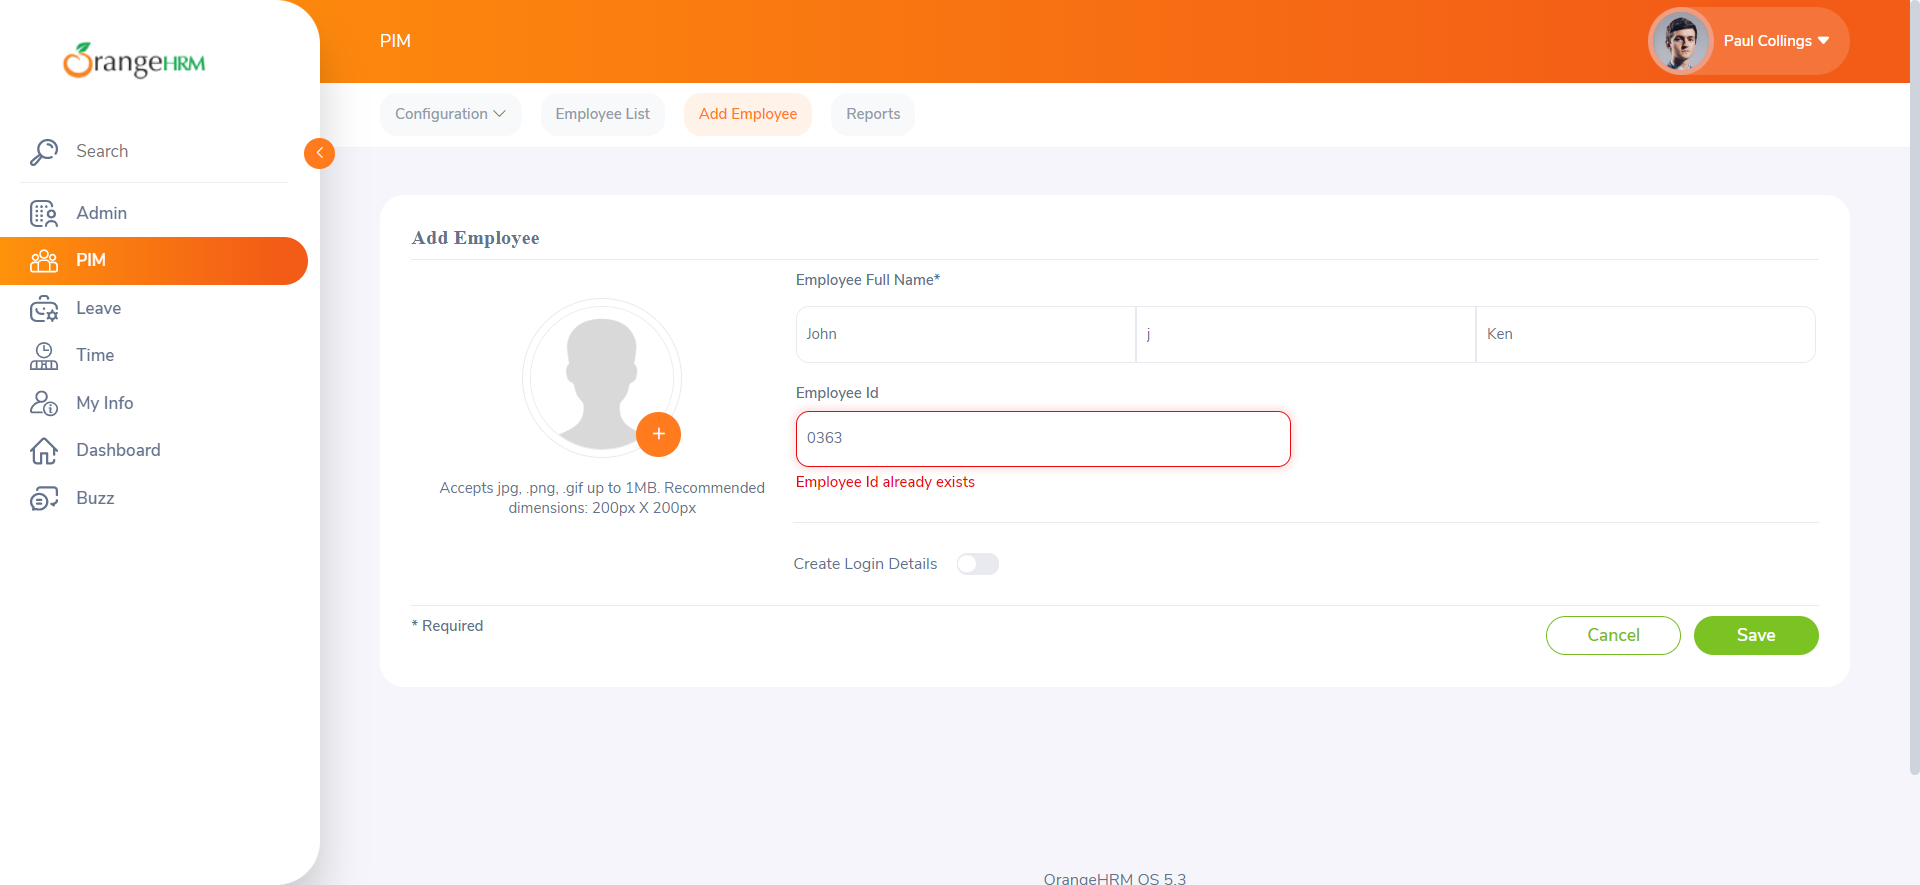 OrangeHRM
PIM
Paul Collings
Configuration
Employee List
Add Employee
Reports
Search
Admin
PIM
Leave
Time
My Info
Dashboard
Buzz
Add Employee
Employee Full Name*
John
j
Ken
Employee Id
0363
Employee Id already exists
Accepts jpg, .png, .gif up to 1MB. Recommended
dimensions: 200px X 200px
Create Login Details
* Required
Cancel
Save
OrangeHRM OS 5.3